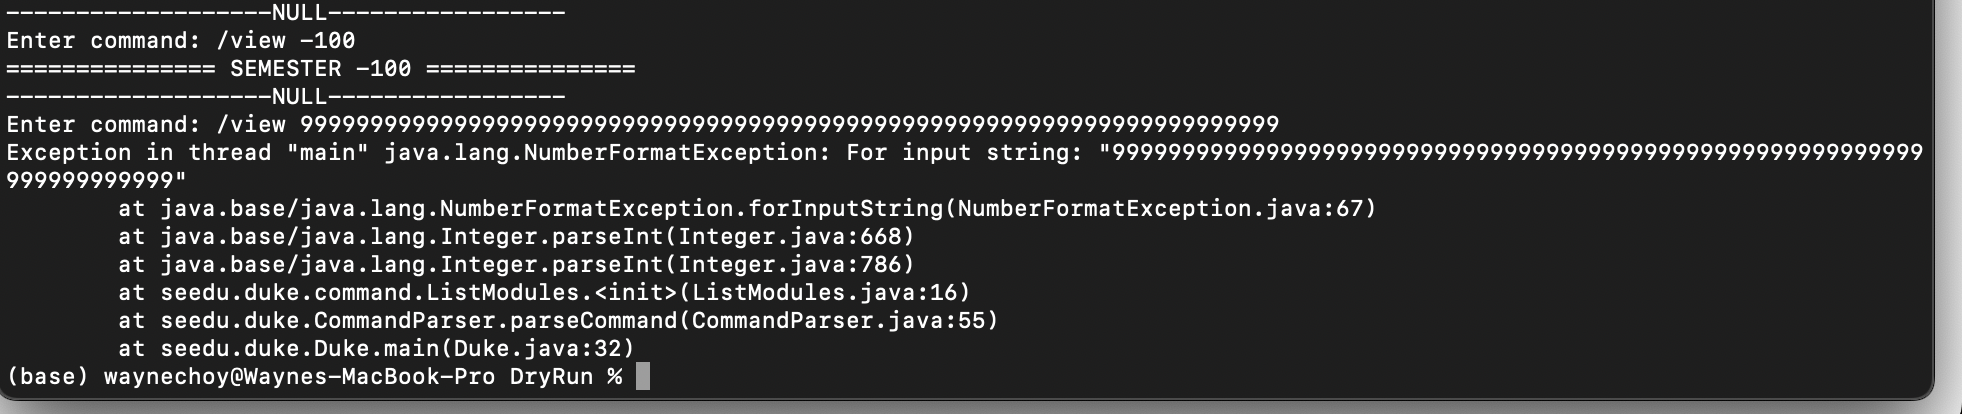 -------------------NULL-----------------
Enter command: /view -100
=============== SEMESTER -100 ===============
-------------------NULL-----------------
Enter command: /view 9999999999999999999999999999999999999999999999999999999999999999999999
Exception in thread "main" java.lang.NumberFormatException: For input string: "9999999999999999999999999999999999999999999999999999999999
999999999999"
at java.base/java.lang.NumberFormatException.forInputString(NumberFormatException.java:67)
at java.base/java.lang.Integer.parseInt(Integer.java:668)
at java.base/java.lang.Integer.parseInt(Integer.java:786)
at seedu.duke.command.ListModules.<init>(ListModules.java:16)
at seedu.duke.CommandParser.parseCommand(CommandParser.java:55)
at seedu.duke.Duke.main(Duke.java:32)
(base) waynechoy@Waynes-MacBook-Pro DryRun %